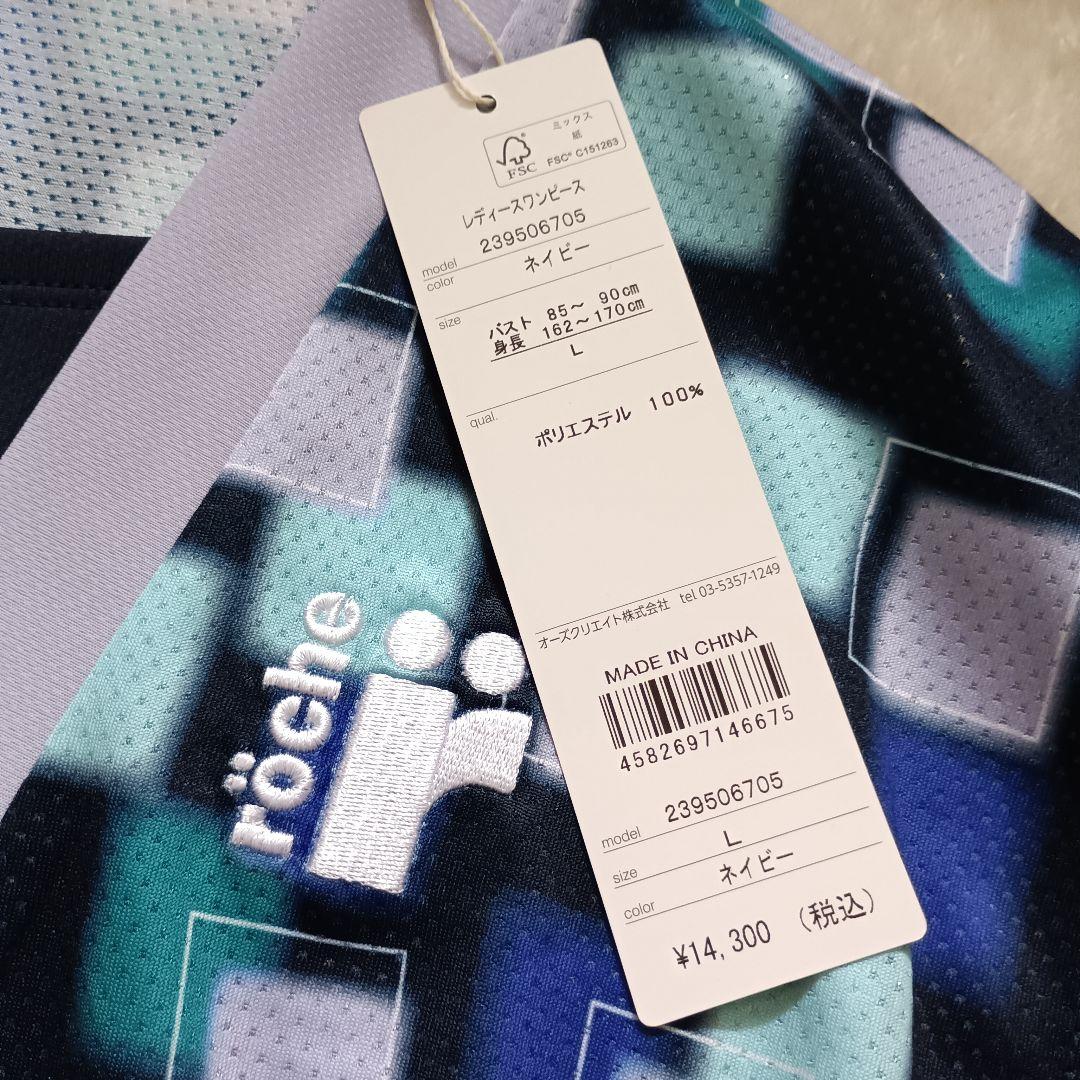 ミックス
紙
FSC
FSC® C151263
レディースワンピース
model 239506705
color ネイビー
size バスト 85～ 90cm
身長 162～170cm
L
qual. ポリエステル 100%
オーズクリエイト株式会社 tel 03-5357-1249
MADE IN CHINA
4582697146675
model 239506705
size L
color ネイビー
¥14,300 (税込)
röche